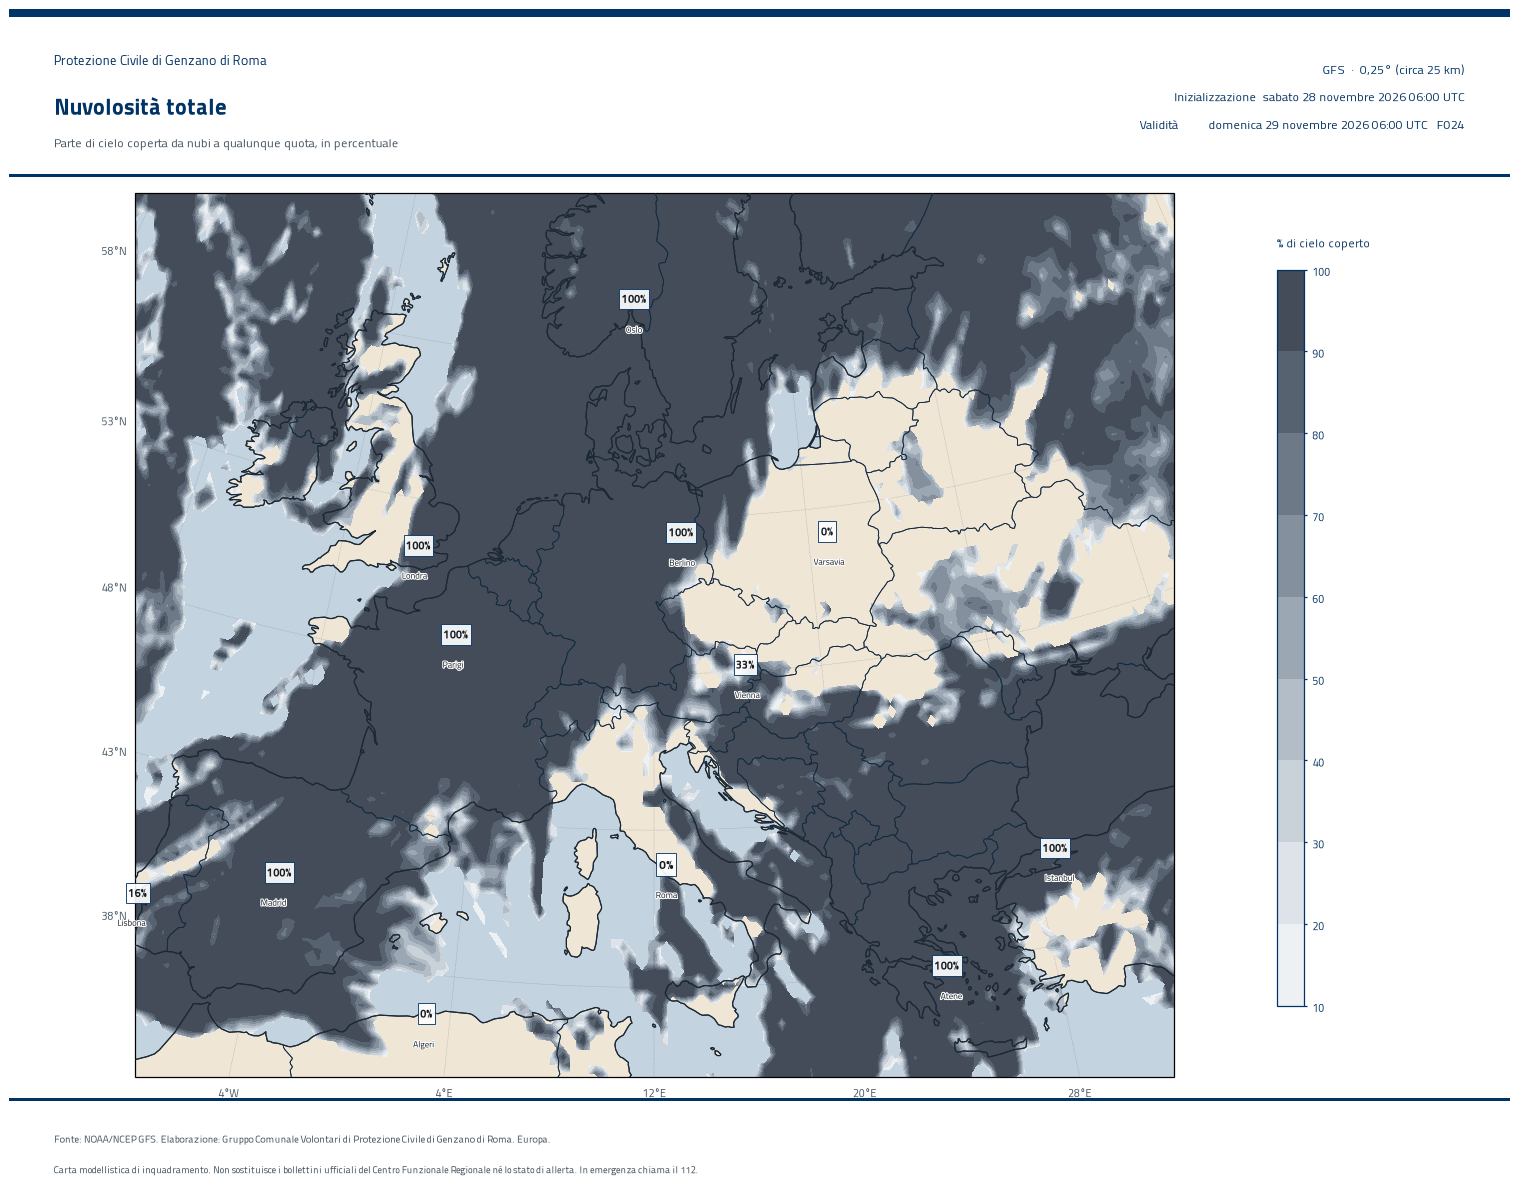 Protezione Civile di Genzano di Roma
Nuvolosità totale
Parte di cielo coperta da nubi a qualunque quota, in percentuale
GFS · 0,25° (circa 25 km)
Inizializzazione sabato 28 novembre 2026 06:00 UTC
Validità domenica 29 novembre 2026 06:00 UTC F024
% di cielo coperto
100
90
80
70
60
50
40
30
20
10
58°N
53°N
48°N
43°N
38°N
4°W
4°E
12°E
20°E
28°E
100%
Oslo
100%
Londra
100%
Berlino
0%
Varsavia
100%
Parigi
33%
Vienna
100%
Madrid
16%
Lisbona
0%
Roma
100%
Istanbul
100%
Atene
0%
Algeri
Fonte: NOAA/NCEP GFS. Elaborazione: Gruppo Comunale Volontari di Protezione Civile di Genzano di Roma. Europa.
Carta modellistica di inquadramento. Non sostituisce i bollettini ufficiali del Centro Funzionale Regionale né lo stato di allerta. In emergenza chiama il 112.